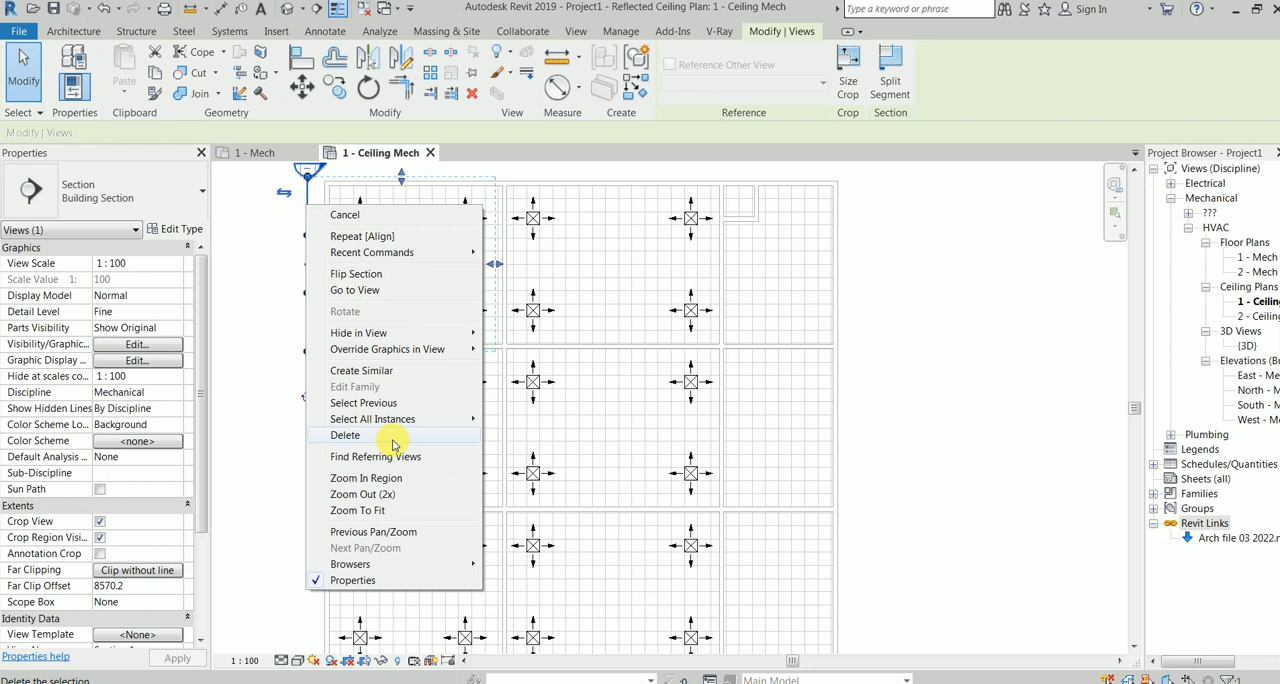 Autodesk Revit 2019 - Project1 - Reflected Ceiling Plan: 1 - Ceiling Mech
Type a keyword or phrase
Sign In
File Architecture Structure Steel Systems Insert Annotate Analyze Massing & Site Collaborate View Manage Add-Ins V-Ray Modify | Views
Modify
Paste
Cope
Cut
Join
Reference Other View
Size Crop
Split Segment
Select Properties Clipboard Geometry Modify View Measure Create Reference Crop Section
Modify | Views
Properties
1 - Mech
1 - Ceiling Mech
Project Browser - Project1
Section
Building Section
Views (1)
Edit Type
Graphics
View Scale 1 : 100
Scale Value 1: 100
Display Model Normal
Detail Level Fine
Parts Visibility Show Original
Visibility/Graphic... Edit...
Graphic Display ... Edit...
Hide at scales co... 1 : 100
Discipline Mechanical
Show Hidden Lines By Discipline
Color Scheme Lo... Background
Color Scheme <none>
Default Analysis ... None
Sub-Discipline
Sun Path
Extents
Crop View
Crop Region Visi...
Annotation Crop
Far Clipping Clip without line
Far Clip Offset 8570.2
Scope Box None
Identity Data
View Template <None>
Properties help
Apply
Cancel
Repeat [Align]
Recent Commands
Flip Section
Go to View
Rotate
Hide in View
Override Graphics in View
Create Similar
Edit Family
Select Previous
Select All Instances
Delete
Find Referring Views
Zoom In Region
Zoom Out (2x)
Zoom To Fit
Previous Pan/Zoom
Next Pan/Zoom
Browsers
Properties
Views (Discipline)
Electrical
Mechanical
???
HVAC
Floor Plans
1 - Mech
2 - Mech
Ceiling Plans
1 - Ceilin
2 - Ceiling
3D Views
{3D}
Elevations (Bu
East - Me
North - M
South - M
West - Me
Plumbing
Legends
Schedules/Quantities
Sheets (all)
Families
Groups
Revit Links
Arch file 03 2022.r
1 : 100
Delete the selection
:0
Main Model
:1